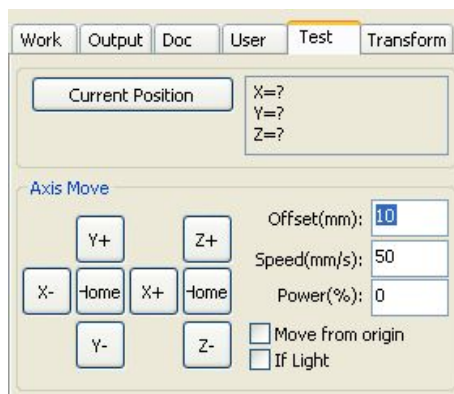 Work Output Doc User Test Transform
Current Position
X=?
Y=?
Z=?
Axis Move
Offset(mm): 10
Y+ Z+
Speed(mm/s): 50
X- Home X+ Home
Power(%): 0
Y- Z-
Move from origin
If Light